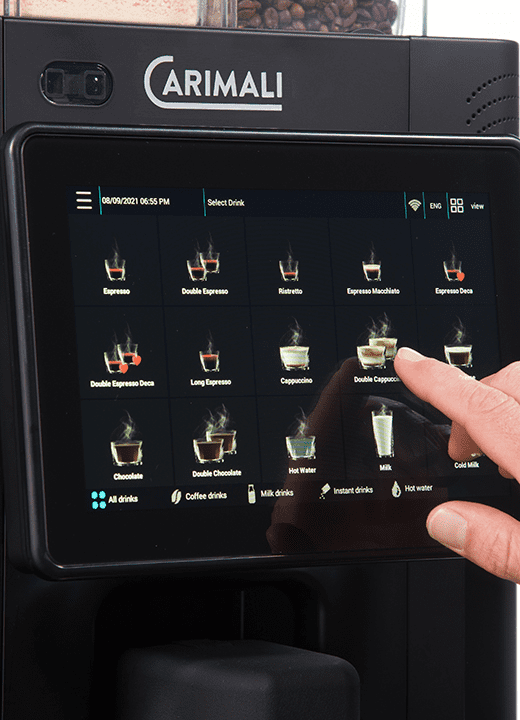 CARIMALI
08/09/2021 06:55 PM Select Drink ENG view
Espresso Double Espresso Ristretto Espresso Macchiato Espresso Deca
Double Espresso Deca Long Espresso Cappuccino Double
Chocolate Double Chocolate Hot Water Milk Cold Milk
All drinks Coffee drinks Milk drinks Instant drinks Hot water